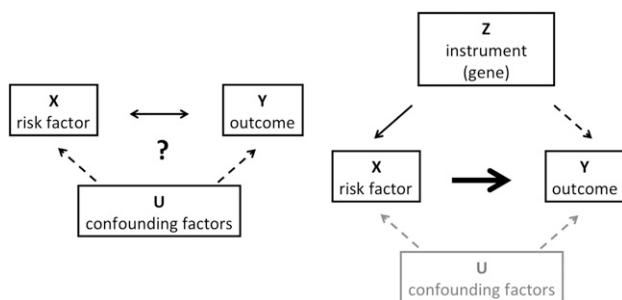 X
risk factor
Y
outcome
?
U
confounding factors
Z
instrument
(gene)
X
risk factor
Y
outcome
U
confounding factors